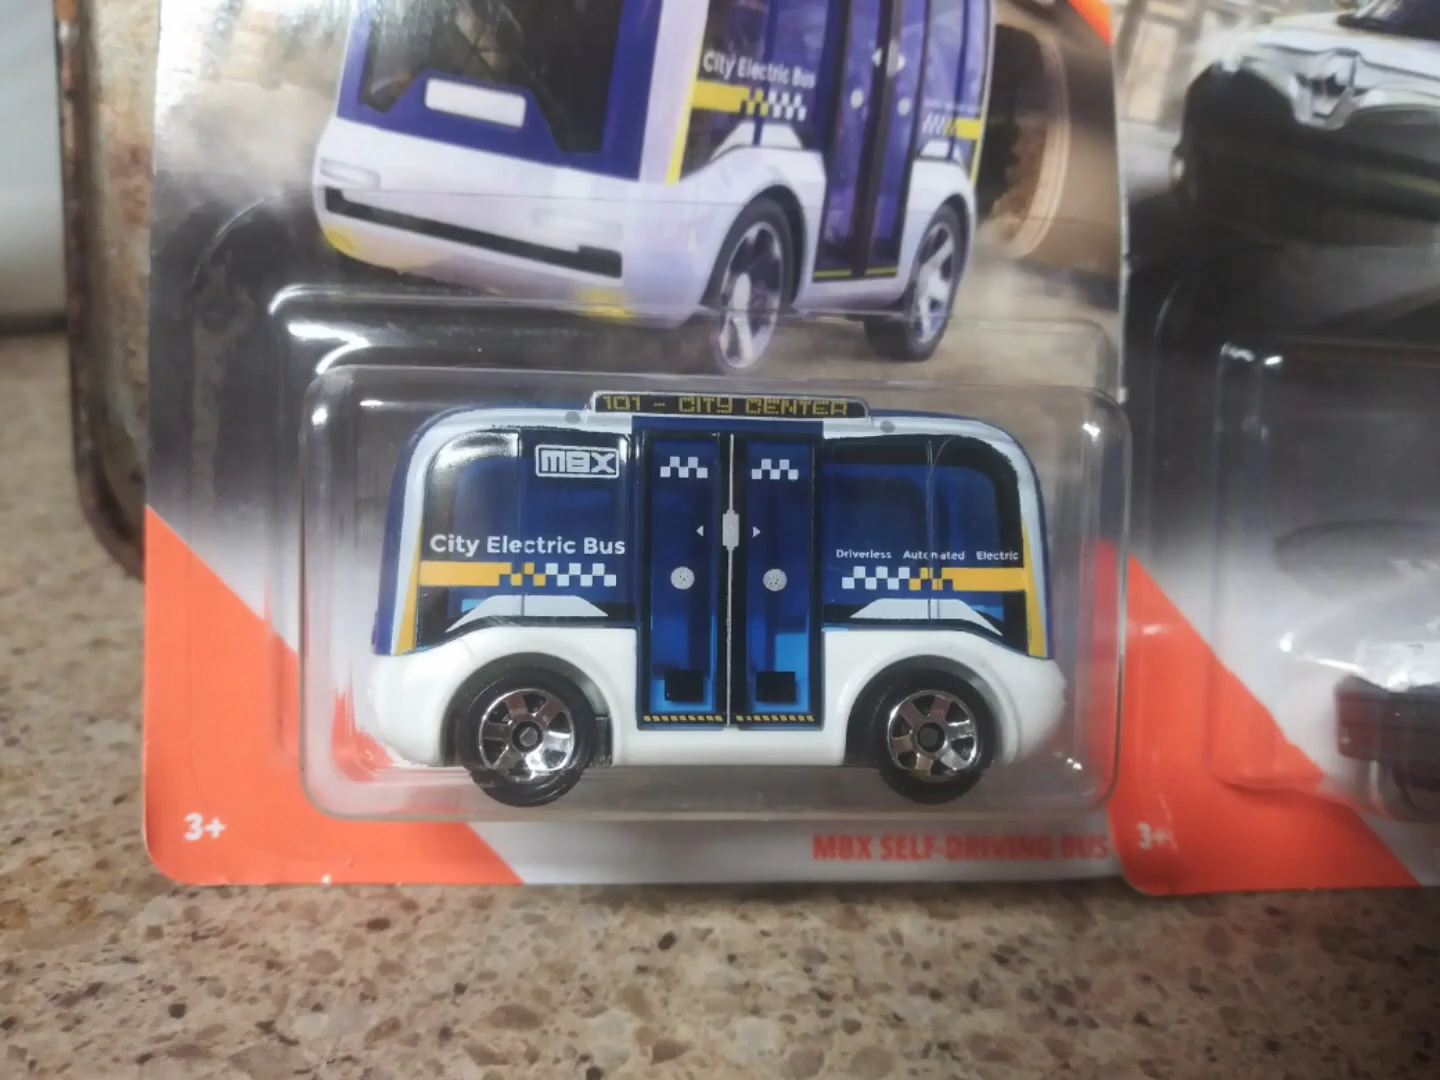 City Electric Bus
101 - CITY CENTER
MBX
City Electric Bus
Driverless Automated Electric
3+
MBX SELF-DRIVING BUS
3+